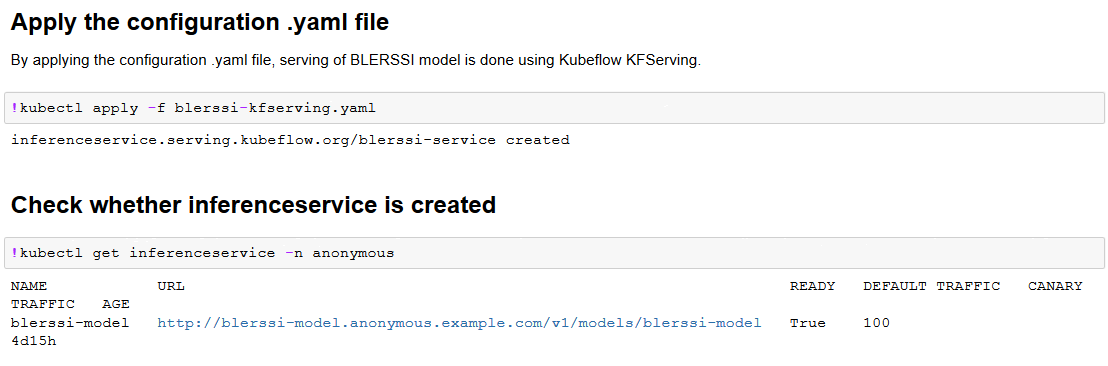 Apply the configuration .yaml file
By applying the configuration .yaml file, serving of BLERSSI model is done using Kubeflow KFServing.
!kubectl apply -f blerssi-kfserving.yaml
inferenceservice.serving.kubeflow.org/blerssi-service created
Check whether inferenceservice is created
!kubectl get inferenceservice -n anonymous
NAME            URL                                                                  READY   DEFAULT TRAFFIC   CANARY
TRAFFIC   AGE
blerssi-model   http://blerssi-model.anonymous.example.com/v1/models/blerssi-model   True    100
4d15h